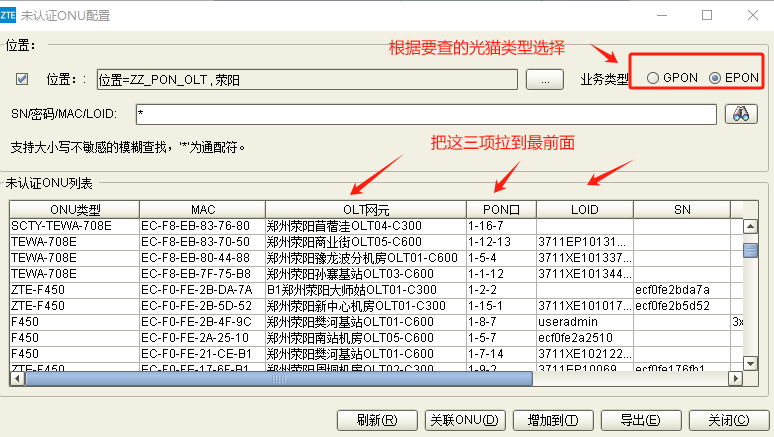 ZTE 未认证ONU配置
位置：
根据要查的光猫类型选择
位置：: 位置=ZZ_PON_OLT , 荥阳 ... 业务类型 GPON EPON
SN/密码/MAC/LOID: *
支持大小写不敏感的模糊查找，'*'为通配符。
把这三项拉到最前面
未认证ONU列表
ONU类型 MAC OLT网元 PON口 LOID SN
SCTY-TEWA-708E EC-F8-EB-83-76-80 郑州荥阳苜蓿洼OLT04-C300 1-16-7
TEWA-708E EC-F8-EB-83-70-50 郑州荥阳商业街OLT05-C600 1-12-13 3711EP10131...
TEWA-708E EC-F8-EB-80-44-88 郑州荥阳豫龙波分机房OLT01-C600 1-5-4 3711XE101337...
TEWA-708E EC-F8-EB-7F-75-B8 郑州荥阳孙寨基站OLT03-C600 1-1-12 3711XE101344...
ZTE-F450 EC-F0-FE-2B-DA-7A B1郑州荥阳大师姑OLT01-C300 1-2-2 ecf0fe2bda7a
ZTE-F450 EC-F0-FE-2B-5D-52 郑州荥阳新中心机房OLT01-C300 1-15-1 3711XE101017... ecf0fe2b5d52
F450 EC-F0-FE-2B-4F-9C 郑州荥阳樊河基站OLT01-C600 1-8-7 useradmin 3x
F450 EC-F0-FE-2A-25-10 郑州荥阳南站机房OLT05-C600 1-5-7 ecf0fe2a2510
F450 EC-F0-FE-21-CE-B1 郑州荥阳樊河基站OLT01-C600 1-7-14 3711XE102122...
ZTE-F450 EC-F0-FE-17-6F-B1 郑州荥阳周垌机房OLT02-C300 1-9-2 3711EP10069... ecf0fe176fb1
刷新(R) 关联ONU(D) 增加到(T) 导出(E) 关闭(C)